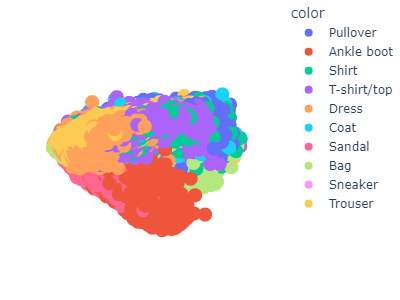 color
Pullover
Ankle boot
Shirt
T-shirt/top
Dress
Coat
Sandal
Bag
Sneaker
Trouser